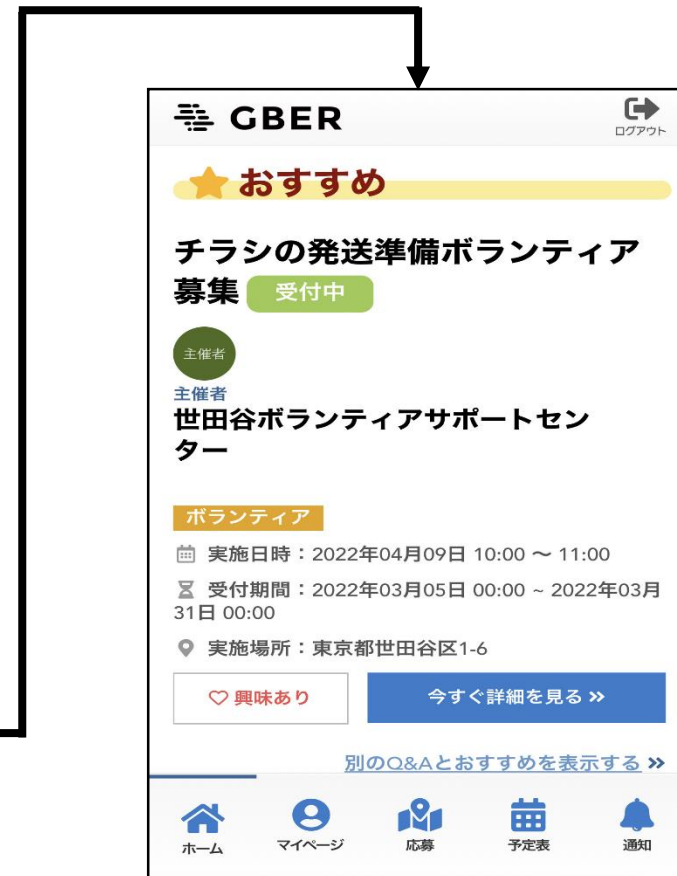 GBER
ログアウト
おすすめ
チラシの発送準備ボランティア
募集 受付中
主催者
主催者
世田谷ボランティアサポートセン
ター
ボランティア
実施日時：2022年04月09日 10:00 〜 11:00
受付期間：2022年03月05日 00:00 ~ 2022年03月
31日 00:00
実施場所：東京都世田谷区1-6
♡興味あり 今すぐ詳細を見る »
別のQ&Aとおすすめを表示する »
ホーム マイページ 応募 予定表 通知